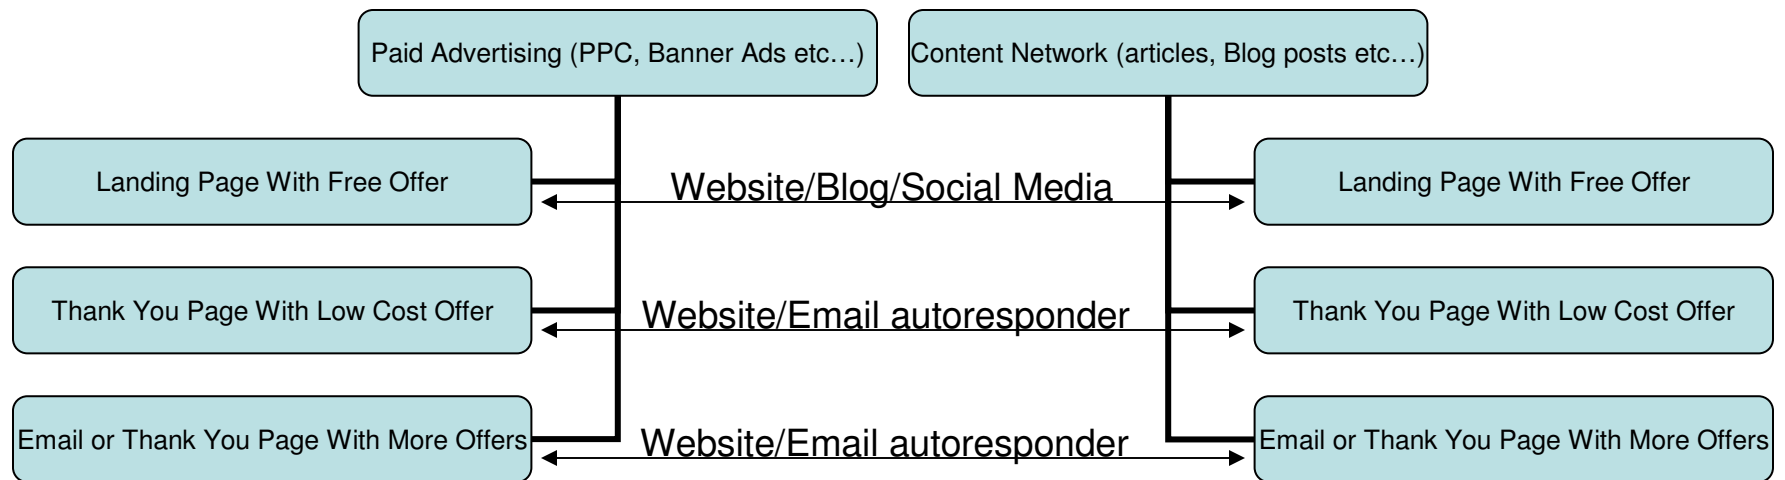 Paid Advertising (PPC, Banner Ads etc…)
Content Network (articles, Blog posts etc…)
Landing Page With Free Offer
Website/Blog/Social Media
Landing Page With Free Offer
Thank You Page With Low Cost Offer
Website/Email autoresponder
Thank You Page With Low Cost Offer
Email or Thank You Page With More Offers
Website/Email autoresponder
Email or Thank You Page With More Offers